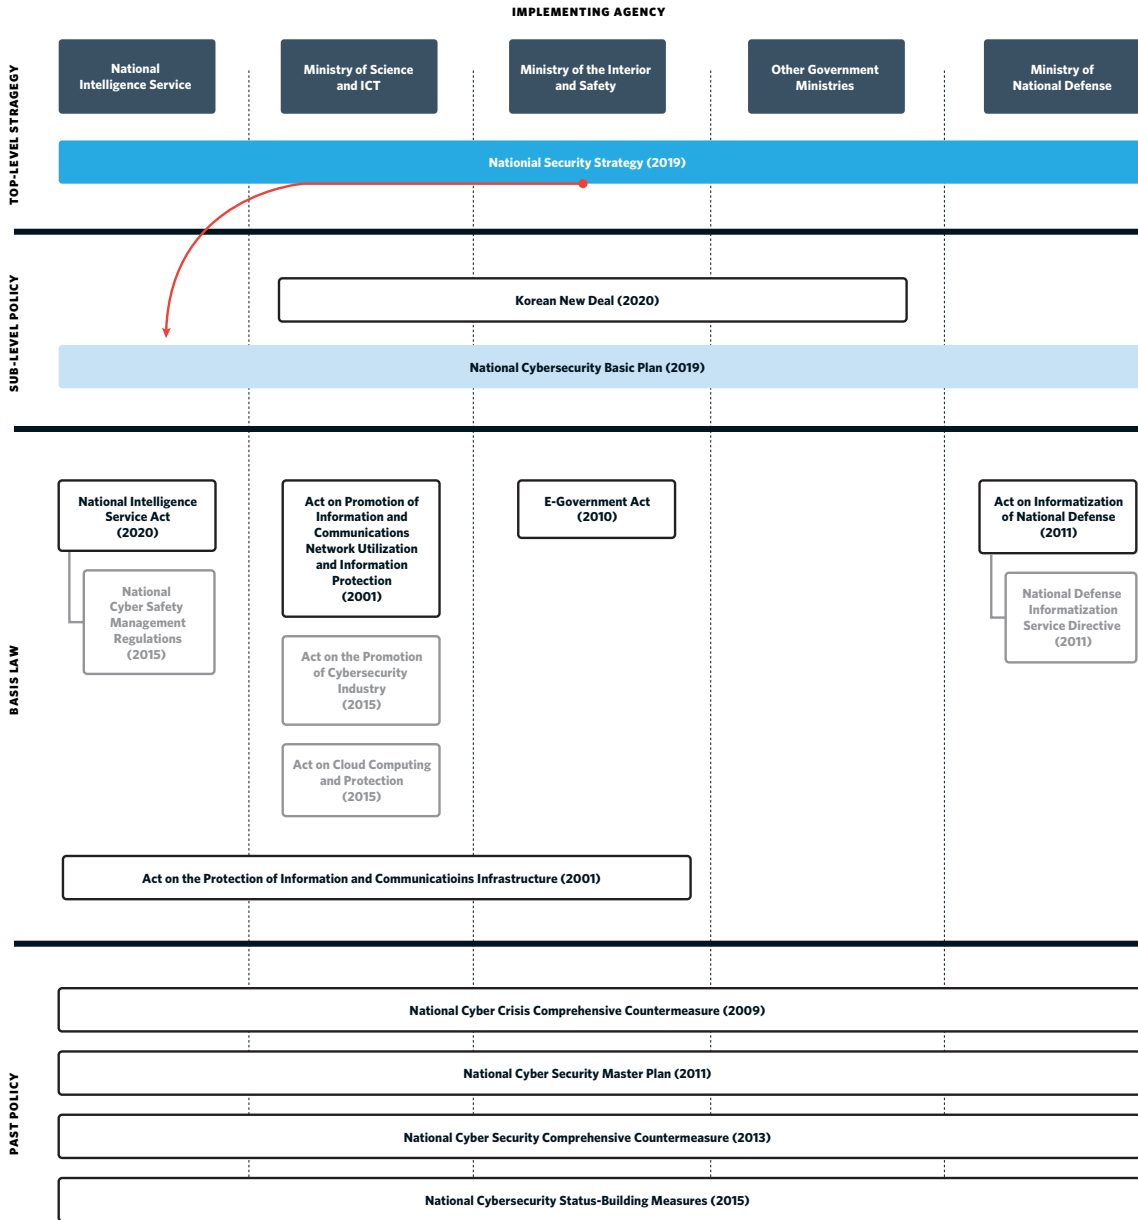 IMPLEMENTING AGENCY
TOP-LEVEL STRAGEGY
National
Intelligence Service
Ministry of Science
and ICT
Ministry of the Interior
and Safety
Other Government
Ministries
Ministry of
National Defense
Nationial Security Strategy (2019)
SUB-LEVEL POLICY
Korean New Deal (2020)
National Cybersecurity Basic Plan (2019)
BASIS LAW
National Intelligence
Service Act
(2020)
National
Cyber Safety
Management
Regulations
(2015)
Act on Promotion of
Information and
Communications
Network Utilization
and Information
Protection
(2001)
Act on the Promotion
of Cybersecurity
Industry
(2015)
Act on Cloud Computing
and Protection
(2015)
E-Government Act
(2010)
Act on Informatization
of National Defense
(2011)
National Defense
Informatization
Service Directive
(2011)
Act on the Protection of Information and Communicatioins Infrastructure (2001)
PAST POLICY
National Cyber Crisis Comprehensive Countermeasure (2009)
National Cyber Security Master Plan (2011)
National Cyber Security Comprehensive Countermeasure (2013)
National Cybersecurity Status-Building Measures (2015)